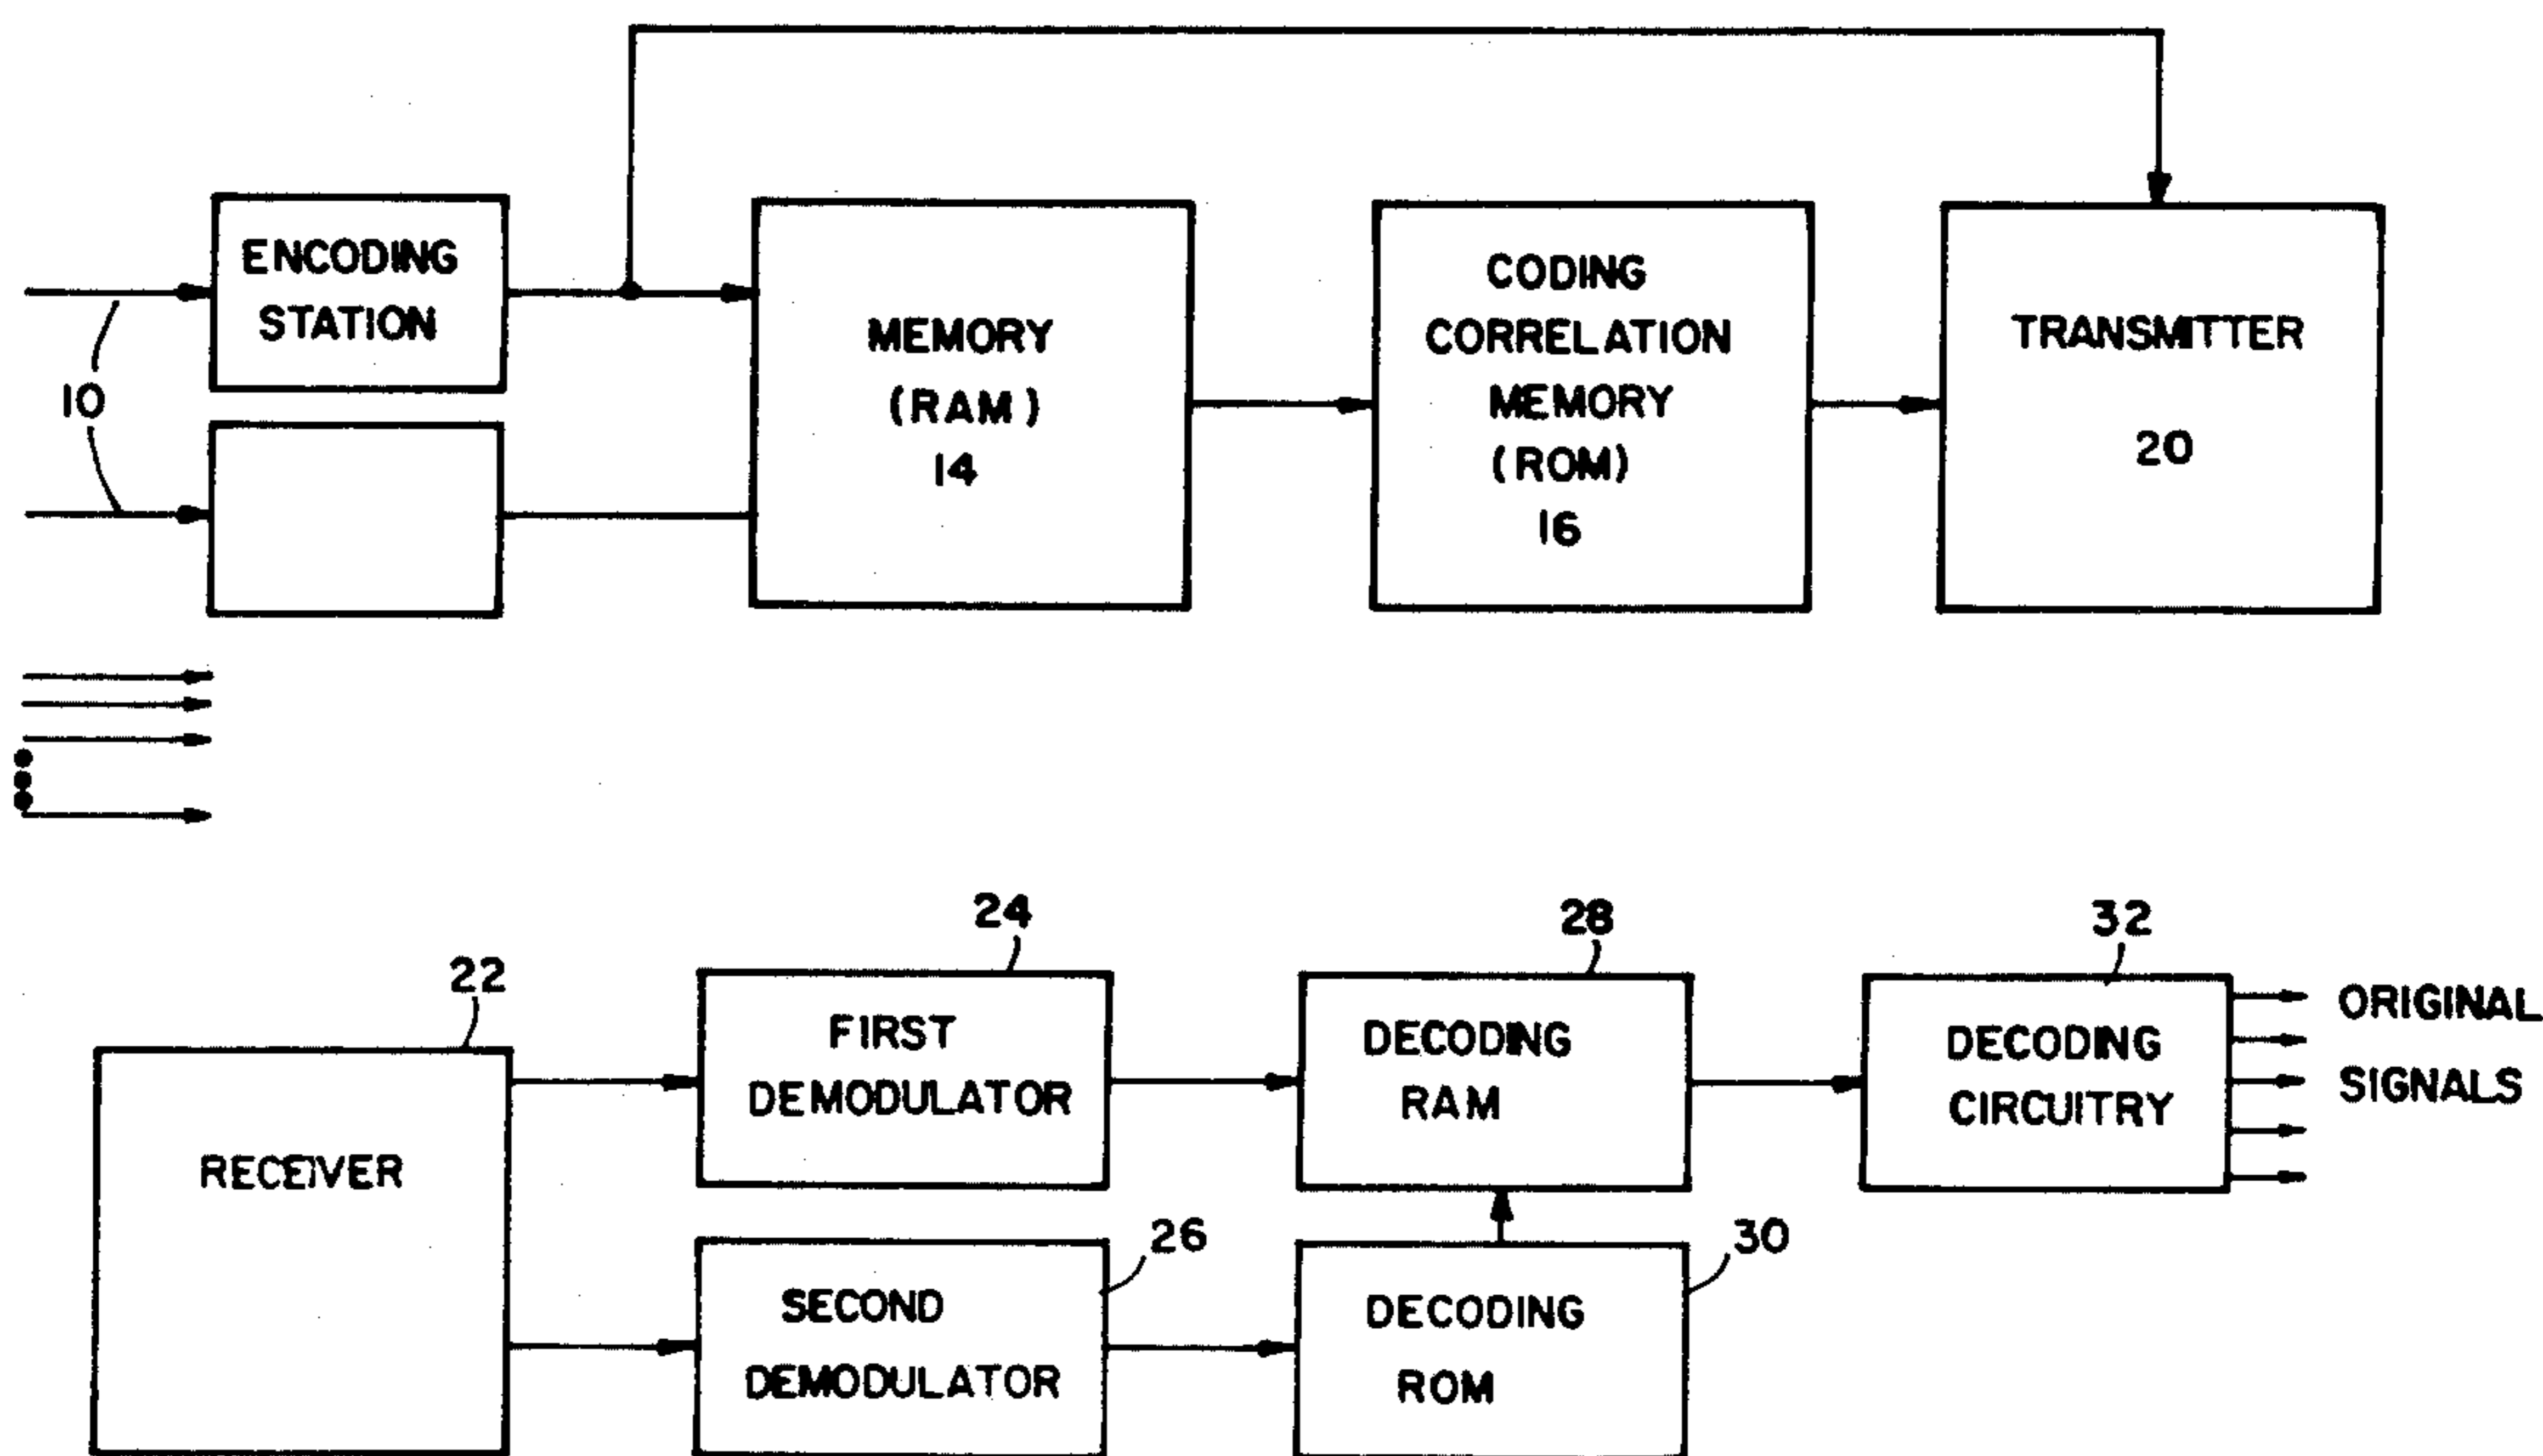 ENCODING
STATION
10
MEMORY
(RAM)
14
CODING
CORRELATION
MEMORY
(ROM)
16
TRANSMITTER
20
22
RECEIVER
24
FIRST
DEMODULATOR
26
SECOND
DEMODULATOR
28
DECODING
RAM
30
DECODING
ROM
32
DECODING
CIRCUITRY
ORIGINAL
SIGNALS